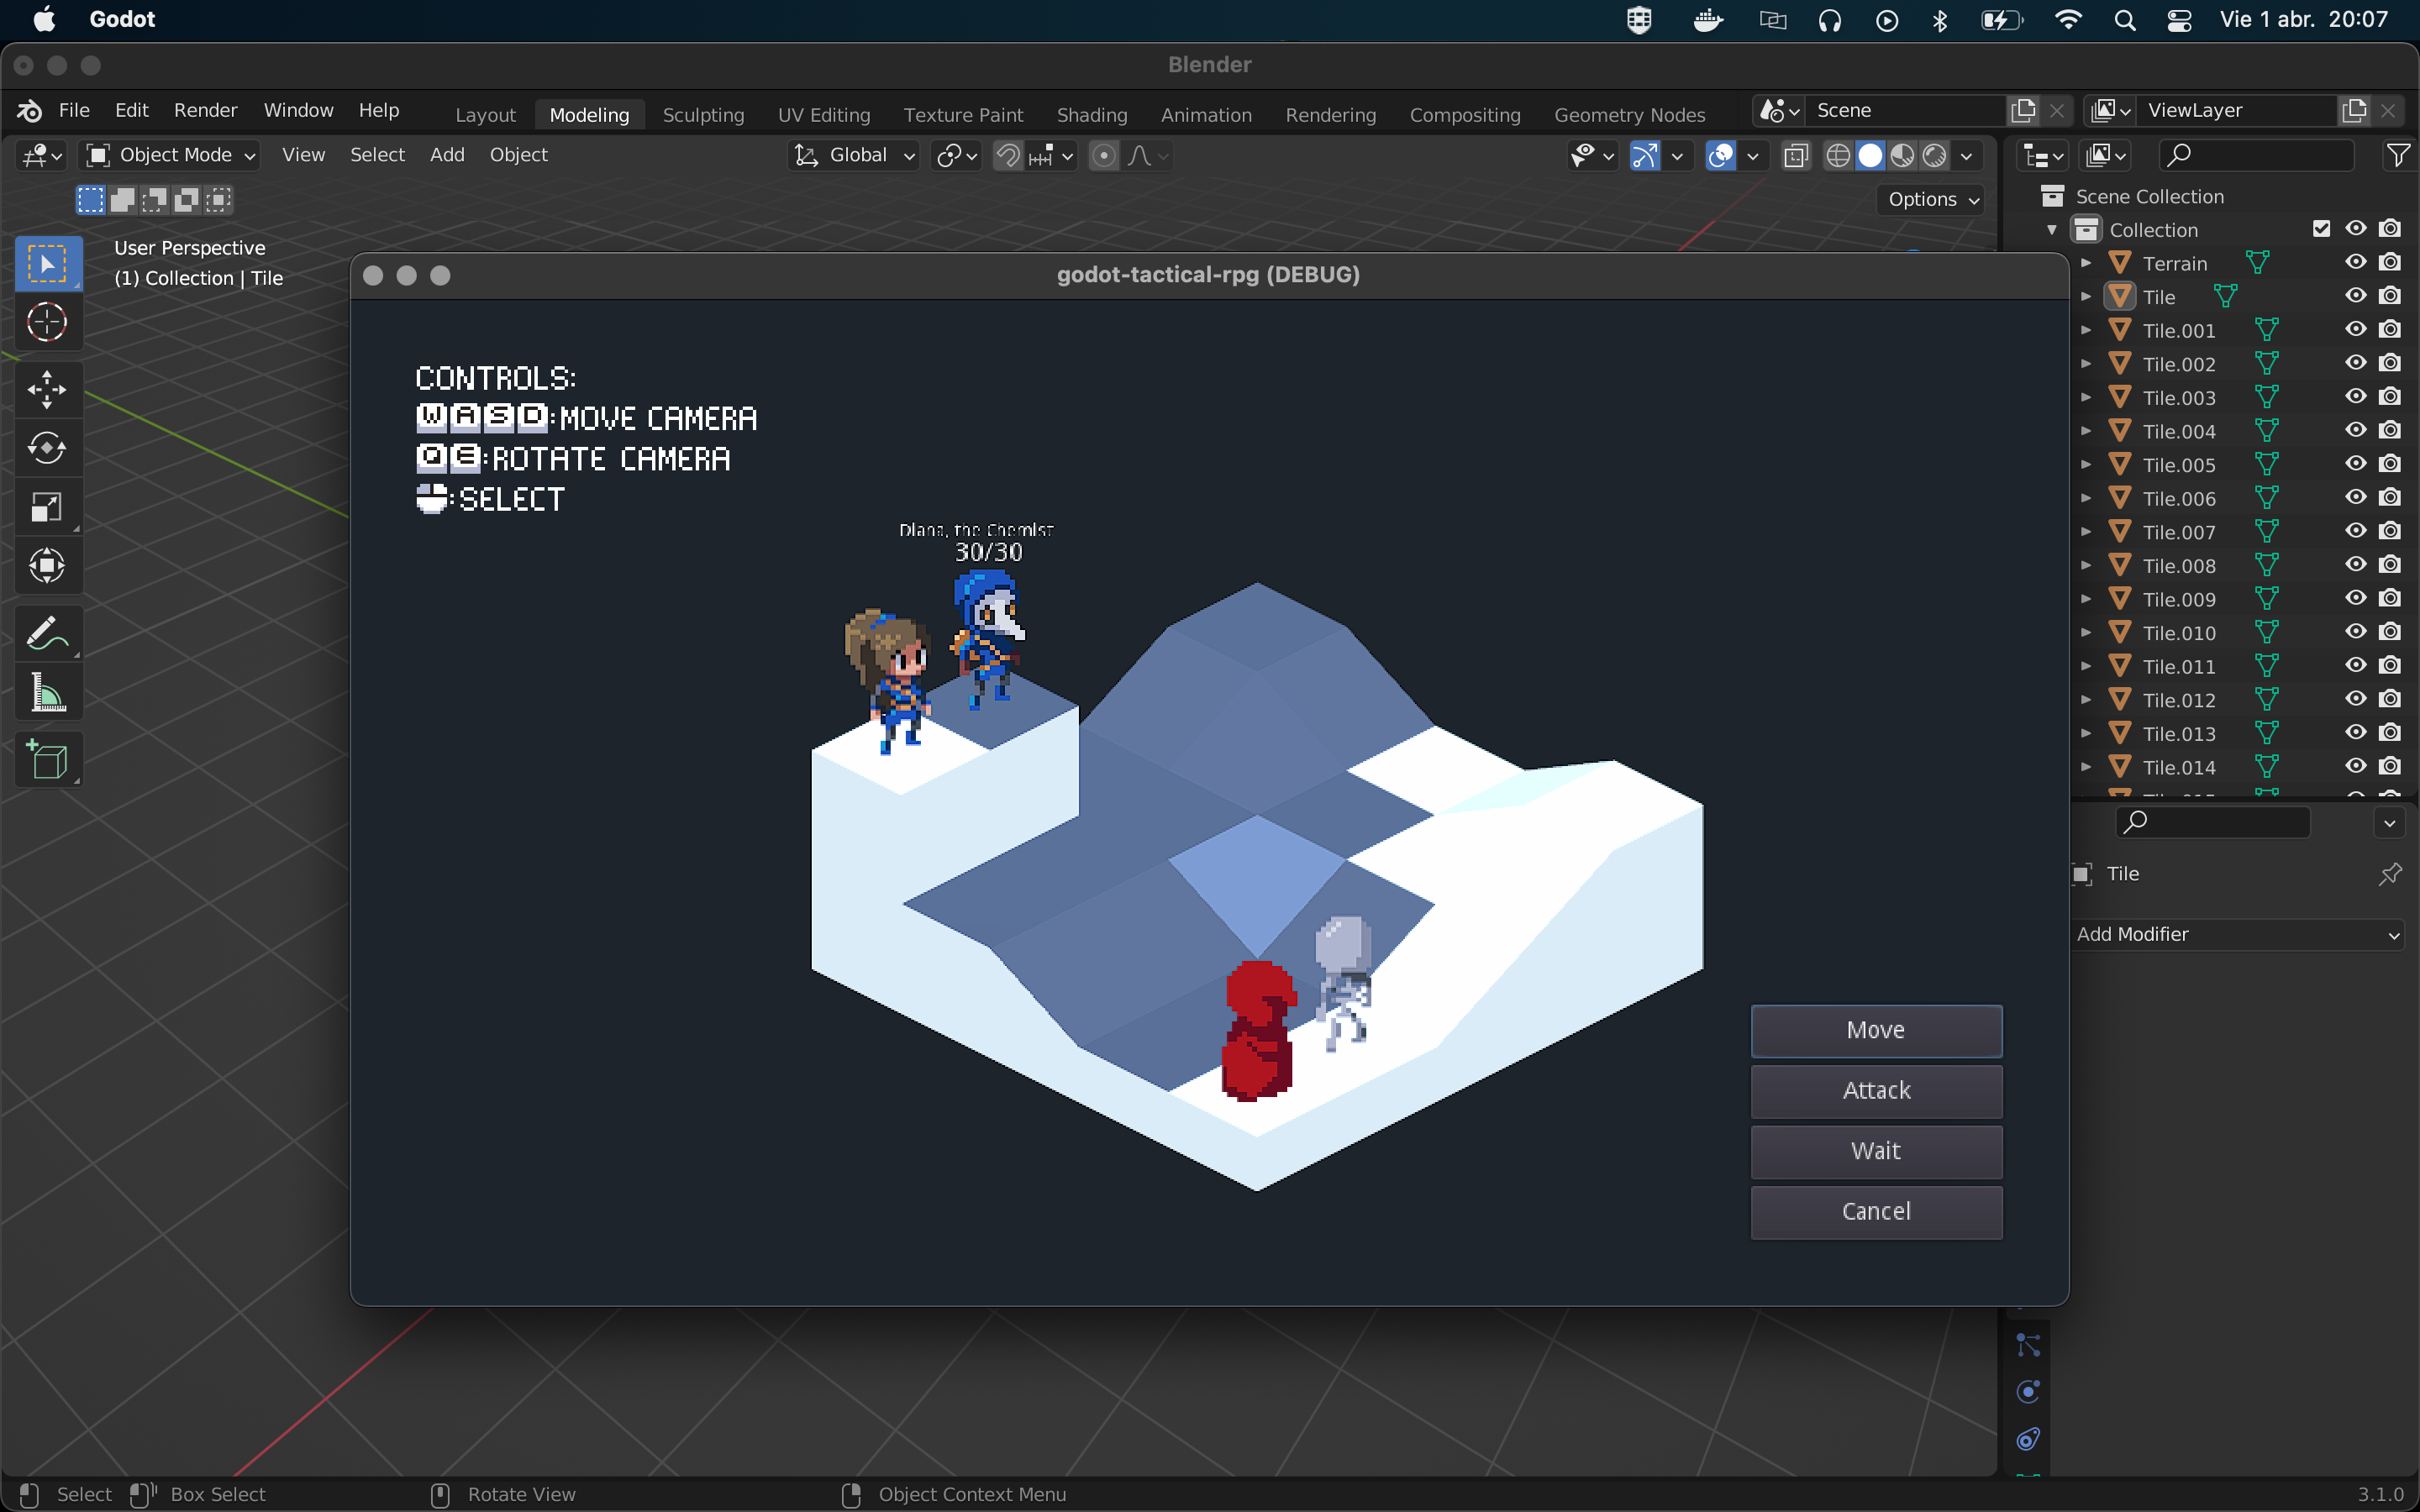 Godot
Vie 1 abr. 20:07
Blender
File Edit Render Window Help
Layout Modeling Sculpting UV Editing Texture Paint Shading Animation Rendering Compositing Geometry Nodes
Scene
ViewLayer
Object Mode View Select Add Object
Global
Options
User Perspective
(1) Collection | Tile
Scene Collection
Collection
Terrain
Tile
Tile.001
Tile.002
Tile.003
Tile.004
Tile.005
Tile.006
Tile.007
Tile.008
Tile.009
Tile.010
Tile.011
Tile.012
Tile.013
Tile.014
Tile
Add Modifier
godot-tactical-rpg (DEBUG)
CONTROLS:
W A S D :MOVE CAMERA
Q E :ROTATE CAMERA
:SELECT
Diana, the Chemist
30/30
Move
Attack
Wait
Cancel
Select Box Select Rotate View Object Context Menu 3.1.0